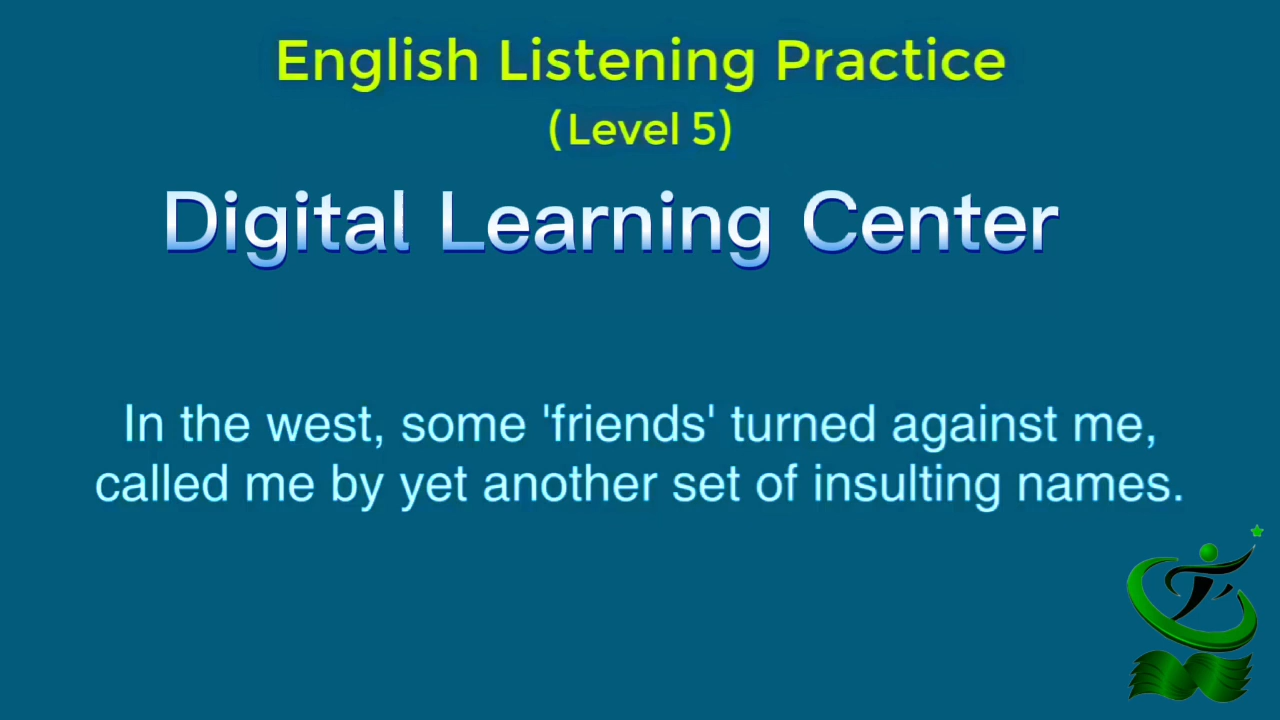 English Listening Practice
(Level 5)
Digital Learning Center
In the west, some 'friends' turned against me,
called me by yet another set of insulting names.